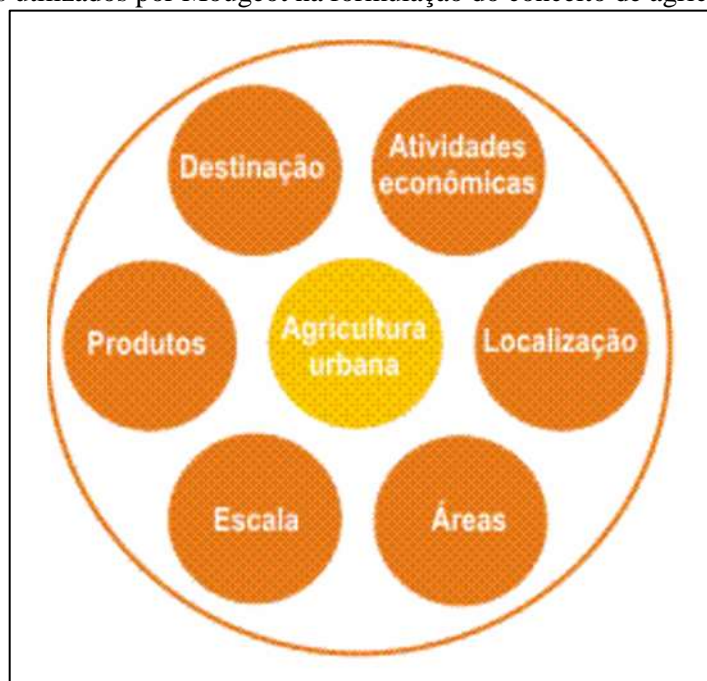 utilizados por Mougeot na formulação do conceito de
Destinação
Atividades
econômicas
Produtos
Agricultura
urbana
Localização
Escala
Áreas